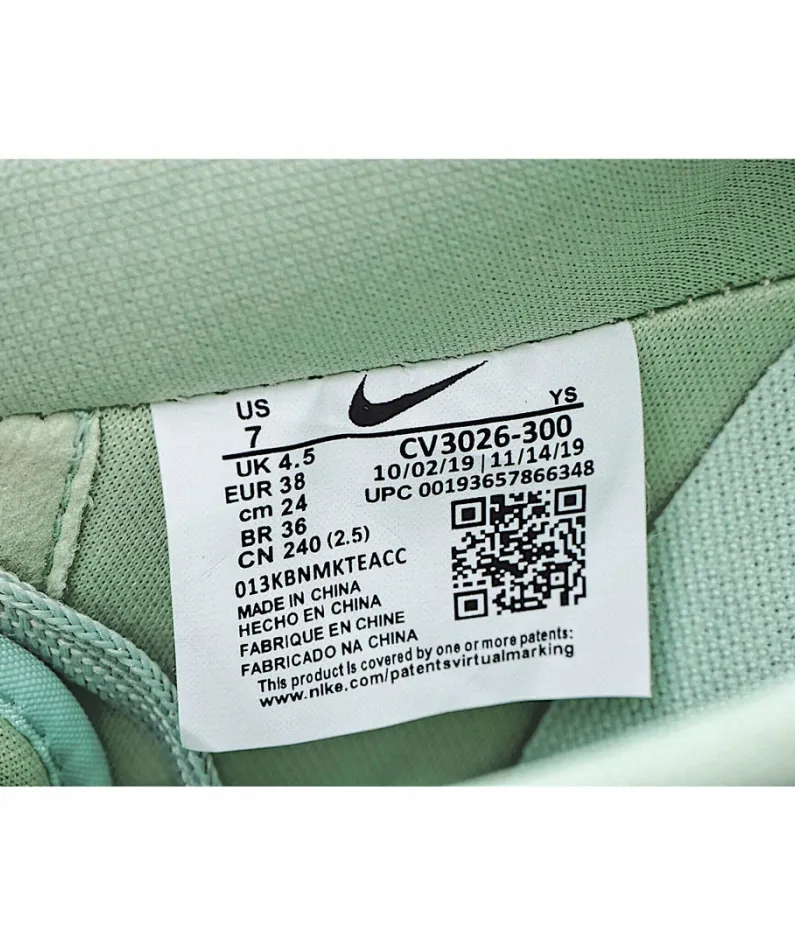 US
7
YS
UK 4.5
EUR 38
cm 24
BR 36
CN 240 (2.5)
CV3026-300
10/02/19 | 11/14/19
UPC 00193657866348
013KBNMKTEACC
MADE IN CHINA
HECHO EN CHINA
FABRIQUE EN CHINE
FABRICADO NA CHINA
This product is covered by one or more patents:
www.nike.com/patentsvirtualmarking